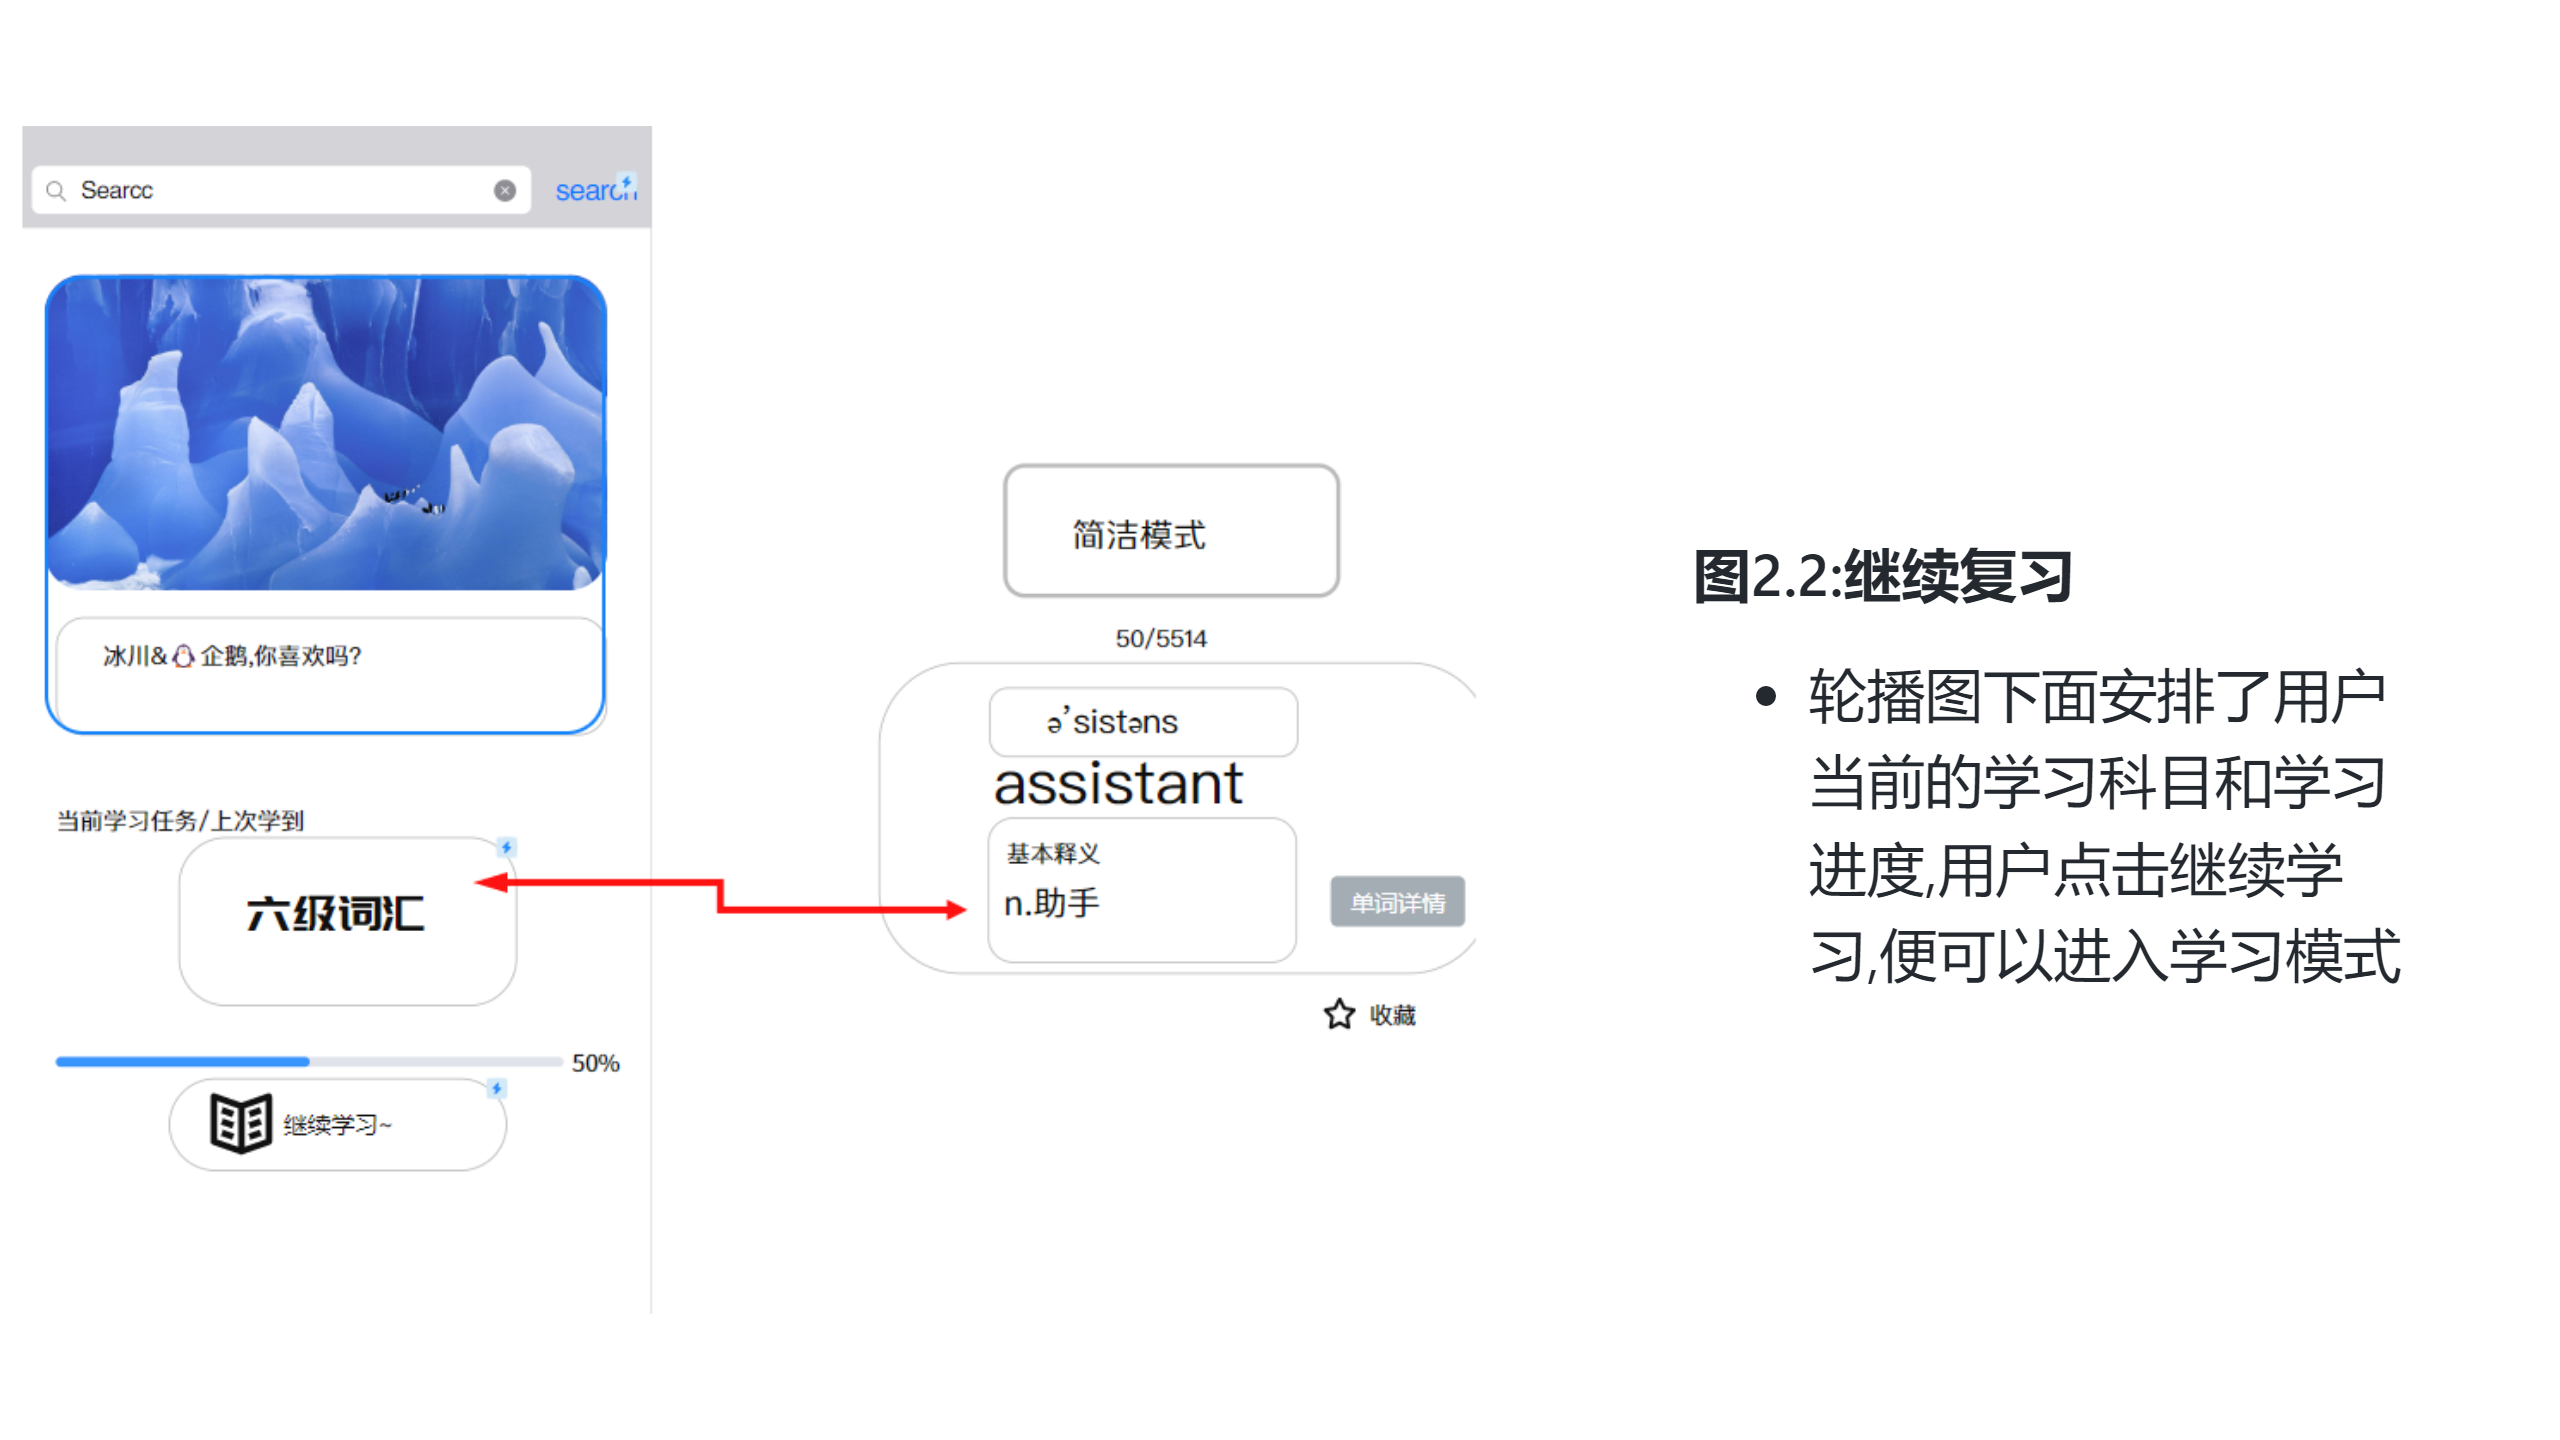 Searcc
search
冰川&🐧企鹅,你喜欢吗?
当前学习任务/上次学到
六级词汇
50%
继续学习~
简洁模式
50/5514
ə’sistəns
assistant
基本释义
n.助手
单词详情
收藏
图2.2:继续复习
• 轮播图下面安排了用户
当前的学习科目和学习
进度,用户点击继续学
习,便可以进入学习模式